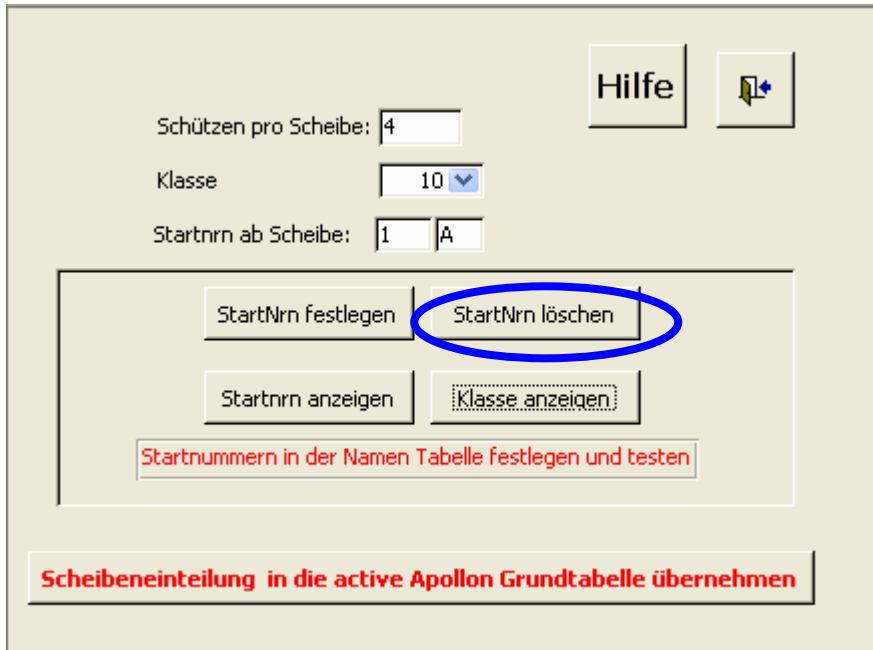 Hilfe
Schützen pro Scheibe: 4
Klasse 10
Startnrn ab Scheibe: 1 A
StartNrn festlegen StartNrn löschen
Startnrn anzeigen Klasse anzeigen
Startnummern in der Namen Tabelle festlegen und testen
Scheibeneinteilung in die active Apollon Grundtabelle übernehmen